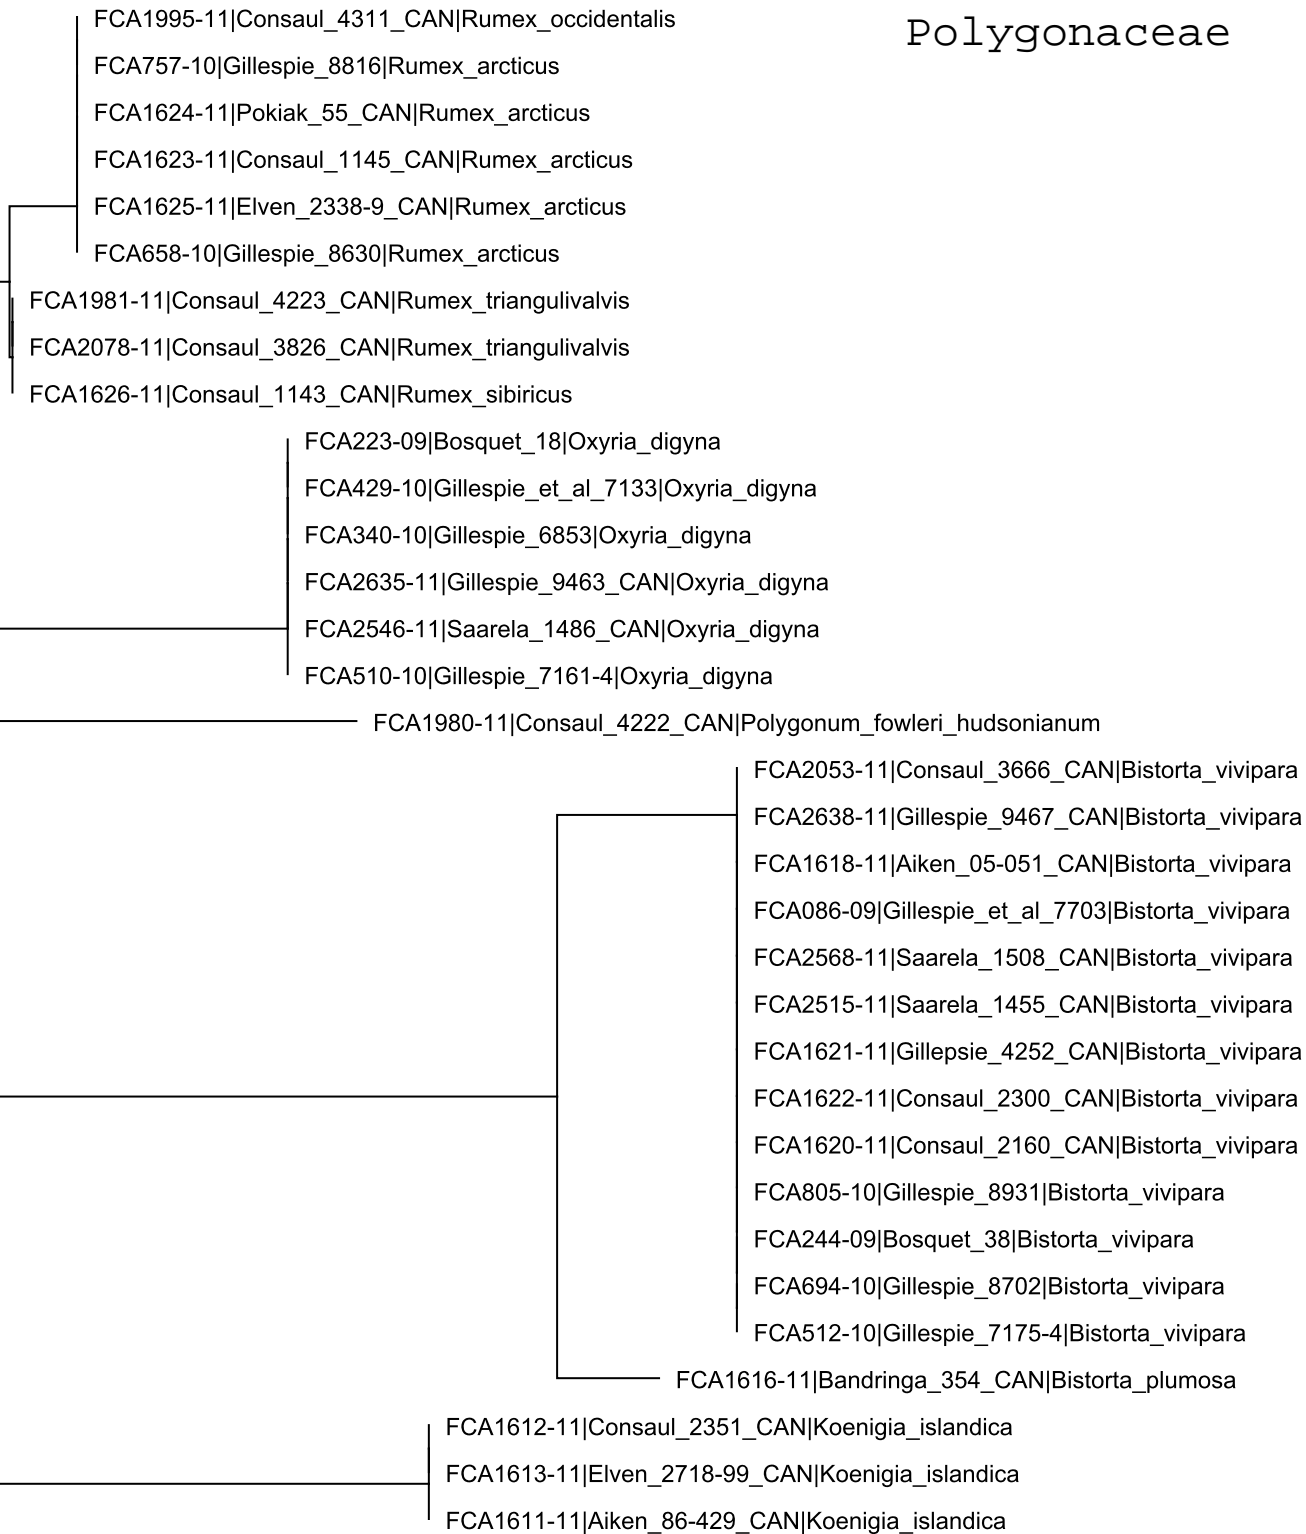 FCA1995-11|Consaul_4311_CAN|Rumex_occidentalis
Polygonaceae
FCA757-10|Gillespie_8816|Rumex_arcticus
FCA1624-11|Pokiak_55_CAN|Rumex_arcticus
FCA1623-11|Consaul_1145_CAN|Rumex_arcticus
FCA1625-11|Elven_2338-9_CAN|Rumex_arcticus
FCA658-10|Gillespie_8630|Rumex_arcticus
FCA1981-11|Consaul_4223_CAN|Rumex_triangulivalvis
FCA2078-11|Consaul_3826_CAN|Rumex_triangulivalvis
FCA1626-11|Consaul_1143_CAN|Rumex_sibiricus
FCA223-09|Bosquet_18|Oxyria_digyna
FCA429-10|Gillespie_et_al_7133|Oxyria_digyna
FCA340-10|Gillespie_6853|Oxyria_digyna
FCA2635-11|Gillespie_9463_CAN|Oxyria_digyna
FCA2546-11|Saarela_1486_CAN|Oxyria_digyna
FCA510-10|Gillespie_7161-4|Oxyria_digyna
FCA1980-11|Consaul_4222_CAN|Polygonum_fowleri_hudsonianum
FCA2053-11|Consaul_3666_CAN|Bistorta_vivipara
FCA2638-11|Gillespie_9467_CAN|Bistorta_vivipara
FCA1618-11|Aiken_05-051_CAN|Bistorta_vivipara
FCA086-09|Gillespie_et_al_7703|Bistorta_vivipara
FCA2568-11|Saarela_1508_CAN|Bistorta_vivipara
FCA2515-11|Saarela_1455_CAN|Bistorta_vivipara
FCA1621-11|Gillepsie_4252_CAN|Bistorta_vivipara
FCA1622-11|Consaul_2300_CAN|Bistorta_vivipara
FCA1620-11|Consaul_2160_CAN|Bistorta_vivipara
FCA805-10|Gillespie_8931|Bistorta_vivipara
FCA244-09|Bosquet_38|Bistorta_vivipara
FCA694-10|Gillespie_8702|Bistorta_vivipara
FCA512-10|Gillespie_7175-4|Bistorta_vivipara
FCA1616-11|Bandringa_354_CAN|Bistorta_plumosa
FCA1612-11|Consaul_2351_CAN|Koenigia_islandica
FCA1613-11|Elven_2718-99_CAN|Koenigia_islandica
FCA1611-11|Aiken_86-429_CAN|Koenigia_islandica